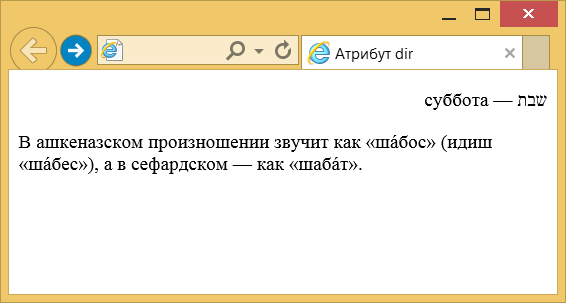 Атрибут dir
שבת — суббота
В ашкеназском произношении звучит как «ша́бос» (идиш
«ша́бес»), а в сефардском — как «шаба́т».